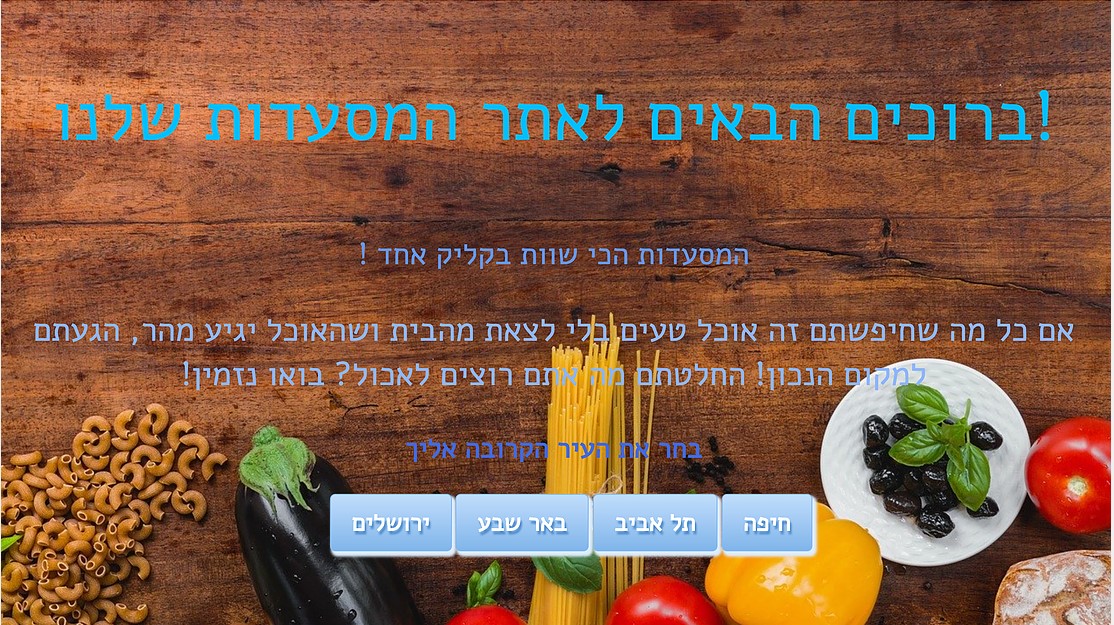 ברוכים הבאים לאתר המסעדות שלנו!
המסעדות הכי שוות בקליק אחד !
אם כל מה שחיפשתם זה אוכל טעים בלי לצאת מהבית ושהאוכל יגיע מהר, הגעתם
למקום הנכון! החלטתם מה אתם רוצים לאכול? בואו נזמין!
בחר את העיר הקרובה אליך
חיפה
תל אביב
באר שבע
ירושלים